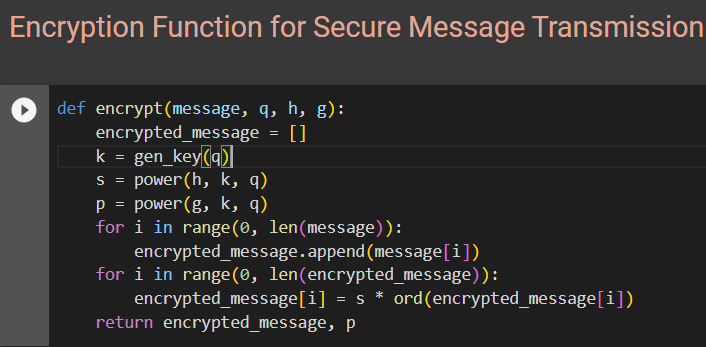 Encryption Function for Secure Message Transmission
def encrypt(message, q, h, g):
    encrypted_message = []
    k = gen_key(q)
    s = power(h, k, q)
    p = power(g, k, q)
    for i in range(0, len(message)):
        encrypted_message.append(message[i])
    for i in range(0, len(encrypted_message)):
        encrypted_message[i] = s * ord(encrypted_message[i])
    return encrypted_message, p